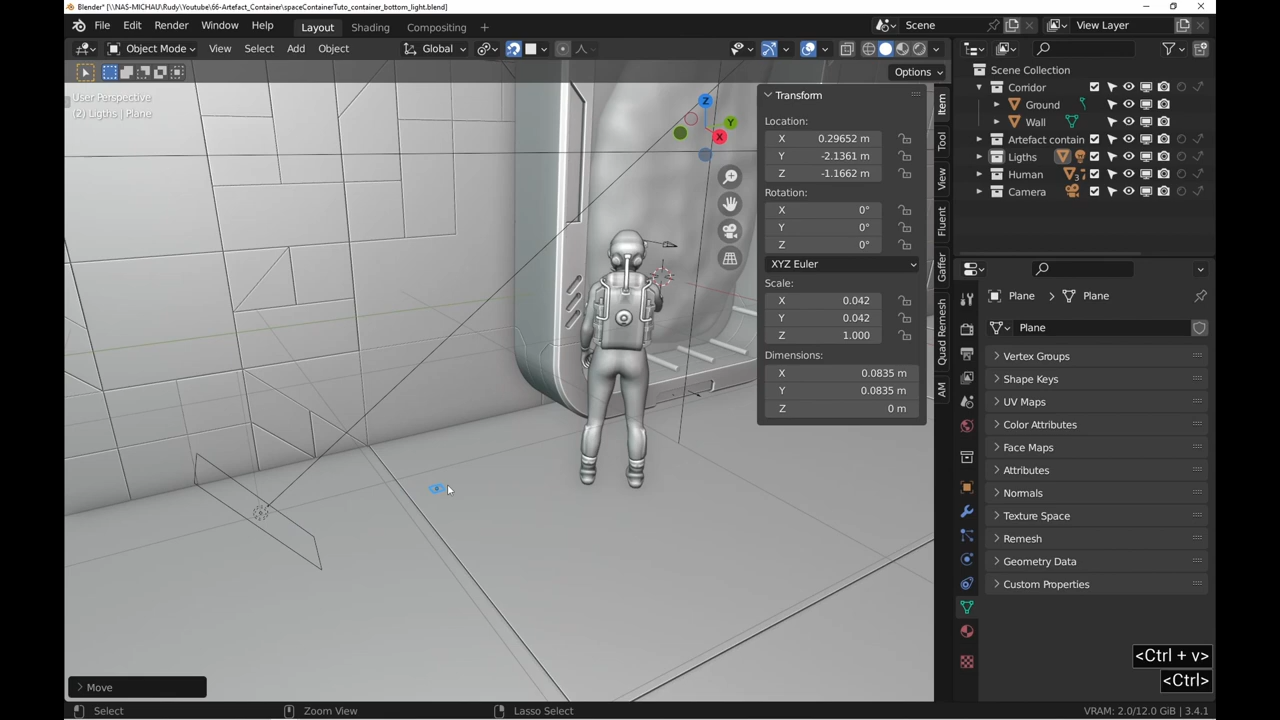 Blender* [\\NAS-MICHAU\Rudy\Youtube\66-Artefact_Container\spaceContainerTuto_container_bottom_light.blend]
File Edit Render Window Help Layout Shading Compositing Scene View Layer
Object Mode View Select Add Object Global
Options
User Perspective
(2) Ligths | Plane
Z
Y
X
Transform
Location:
X 0.29652 m
Y -2.1361 m
Z -1.1662 m
Rotation:
X 0°
Y 0°
Z 0°
XYZ Euler
Scale:
X 0.042
Y 0.042
Z 1.000
Dimensions:
X 0.0835 m
Y 0.0835 m
Z 0 m
Item
Tool
View
Fluent
Gaffer
Quad Remesh
AM
Scene Collection
Corridor
Ground
Wall
Artefact contain
Ligths
Human
3
Camera
Plane > Plane
Plane
Vertex Groups
Shape Keys
UV Maps
Color Attributes
Face Maps
Attributes
Normals
Texture Space
Remesh
Geometry Data
Custom Properties
<Ctrl + v>
<Ctrl>
Move
Select Zoom View Lasso Select VRAM: 2.0/12.0 GiB | 3.4.1